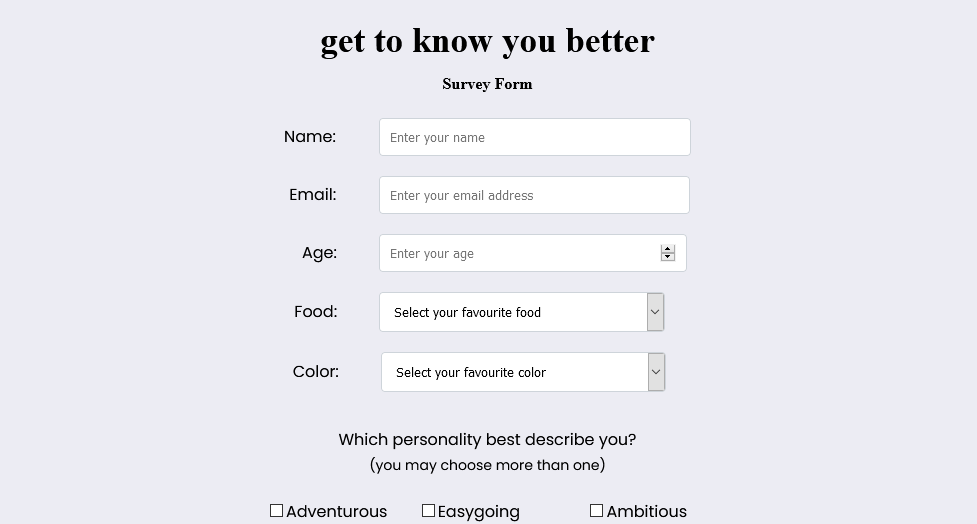 get to know you better
Survey Form
Name: Enter your name
Email: Enter your email address
Age: Enter your age
Food: Select your favourite food
Color: Select your favourite color
Which personality best describe you?
(you may choose more than one)
Adventurous Easygoing Ambitious